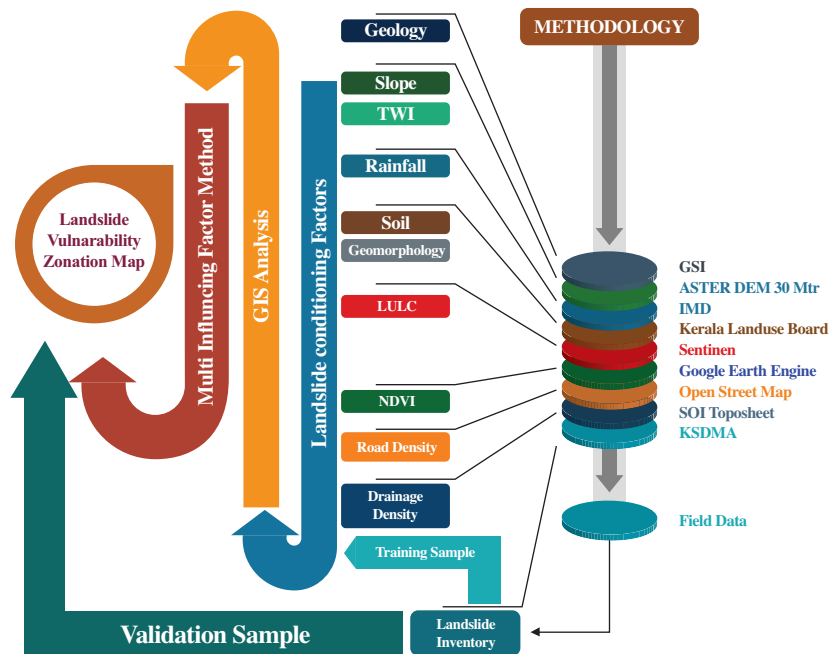 METHODOLOGY
Geology
Slope
TWI
Rainfall
Soil
Geomorphology
LULC
NDVI
Road Density
Drainage
Density
Landslide conditioning Factors
GIS Analysis
Multi Influncing Factor Method
Landslide
Vulnarability
Zonation Map
GSI
ASTER DEM 30 Mtr
IMD
Kerala Landuse Board
Sentinen
Google Earth Engine
Open Street Map
SOI Toposheet
KSDMA
Field Data
Training Sample
Landslide
Inventory
Validation Sample